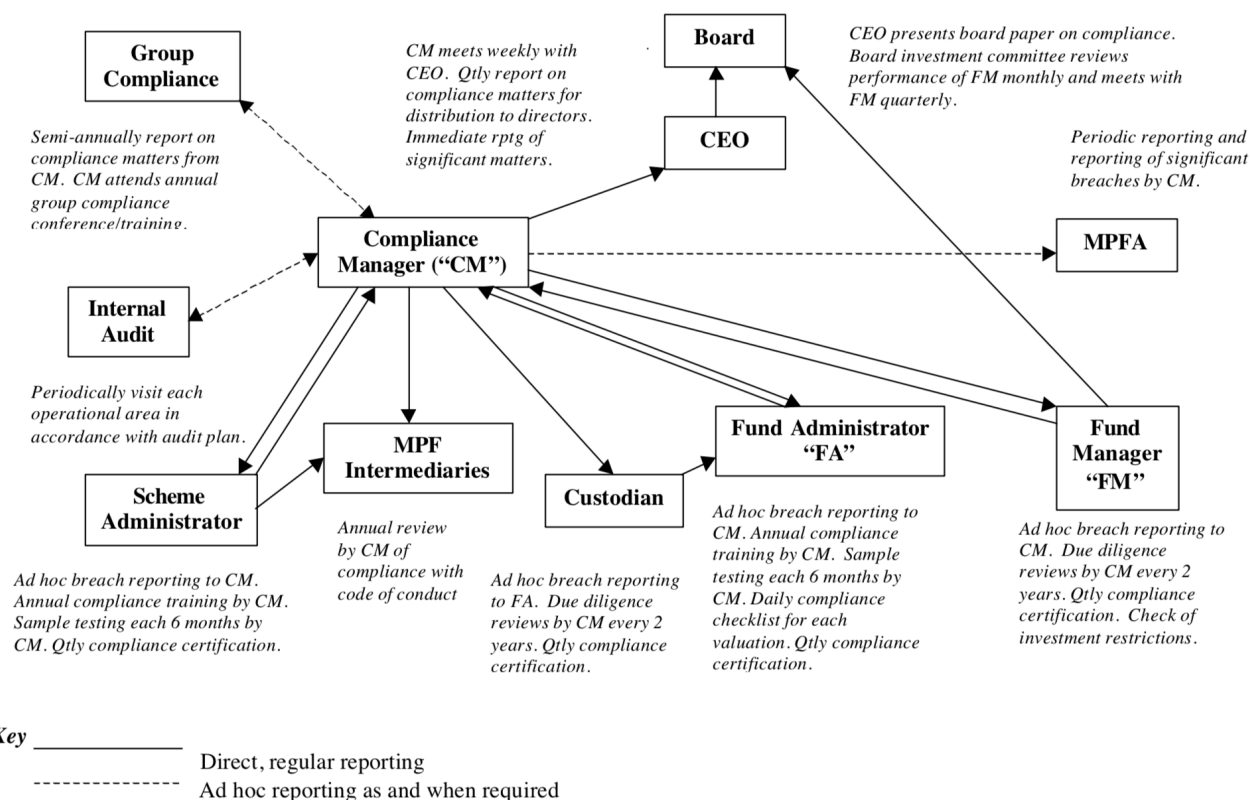 Group
Compliance
Semi-annually report on
compliance matters from
CM. CM attends annual
group compliance
conference/training.
CM meets weekly with
CEO. Qtly report on
compliance matters for
distribution to directors.
Immediate rptg of
significant matters.
Board
CEO
CEO presents board paper on compliance.
Board investment committee reviews
performance of FM monthly and meets with
FM quarterly.
Periodic reporting and
reporting of significant
breaches by CM.
MPFA
Compliance
Manager (“CM”)
Internal
Audit
Periodically visit each
operational area in
accordance with audit plan.
Scheme
Administrator
Ad hoc breach reporting to CM.
Annual compliance training by CM.
Sample testing each 6 months by
CM. Qtly compliance certification.
MPF
Intermediaries
Annual review
by CM of
compliance with
code of conduct
Custodian
Ad hoc breach reporting
to FA. Due diligence
reviews by CM every 2
years. Qtly compliance
certification.
Fund Administrator
“FA”
Ad hoc breach reporting to
CM. Annual compliance
training by CM. Sample
testing each 6 months by
CM. Daily compliance
checklist for each
valuation. Qtly compliance
certification.
Fund
Manager
“FM”
Ad hoc breach reporting to
CM. Due diligence
reviews by CM every 2
years. Qtly compliance
certification. Check of
investment restrictions.
Key
Direct, regular reporting
Ad hoc reporting as and when required